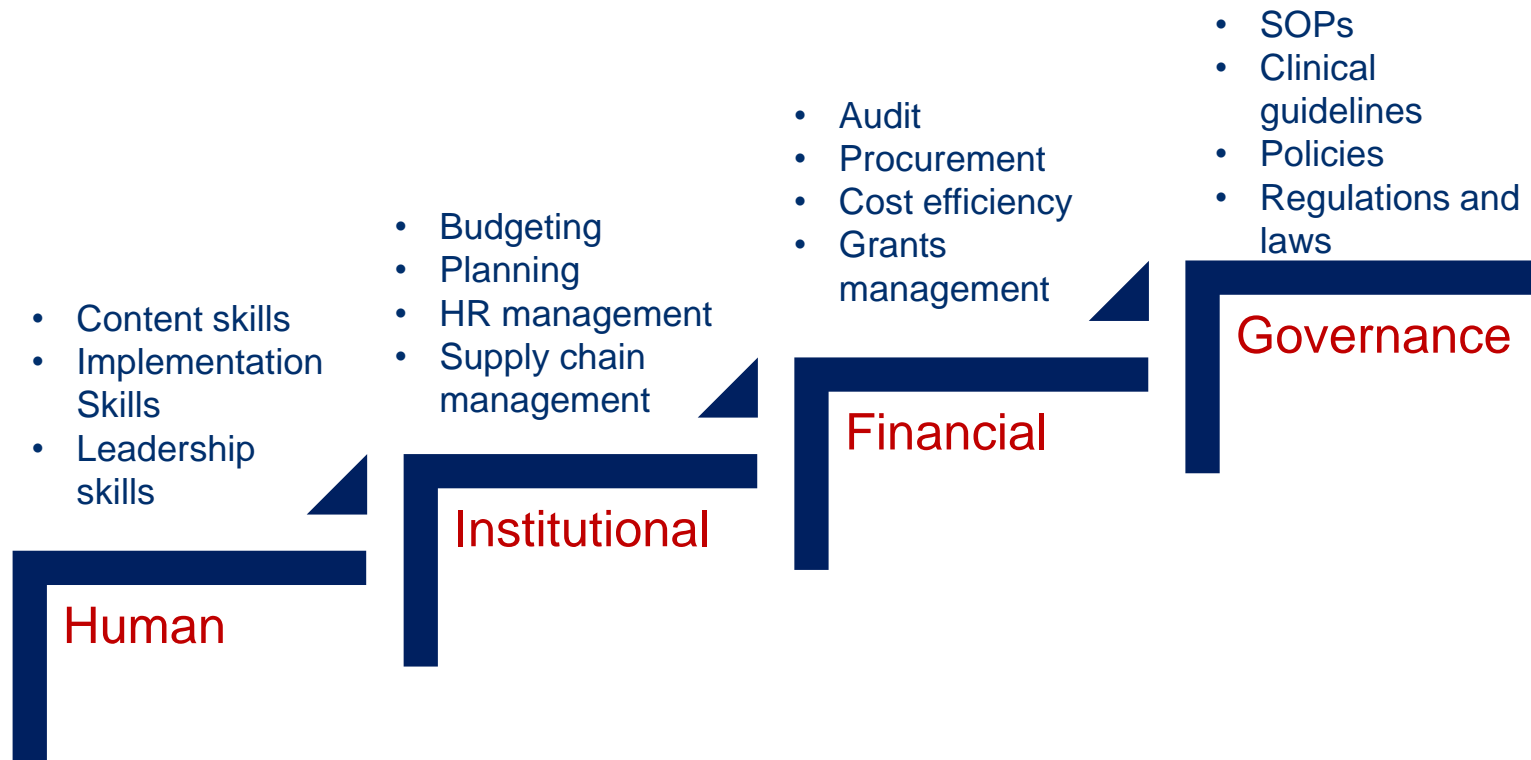 • Content skills
• Implementation
Skills
• Leadership
skills
Human
• Budgeting
• Planning
• HR management
• Supply chain
management
Institutional
• Audit
• Procurement
• Cost efficiency
• Grants
management
Financial
• SOPs
• Clinical
guidelines
• Policies
• Regulations and
laws
Governance